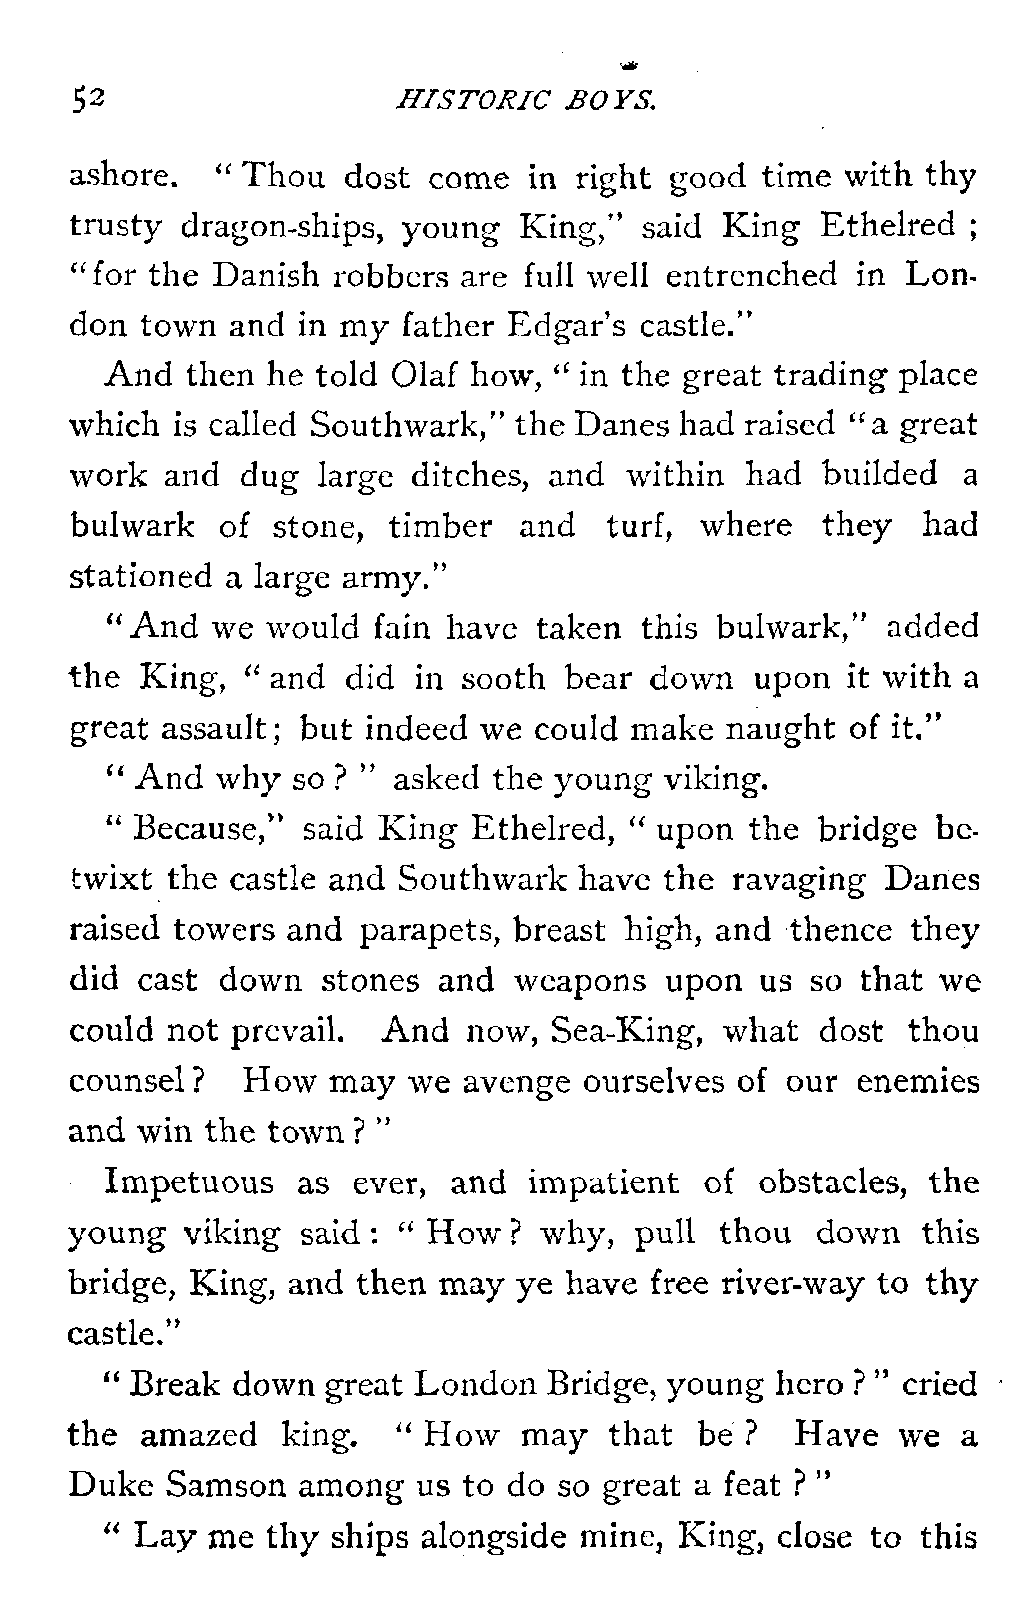 52 HISTORIC BOYS.
ashore. "Thou dost come in right good time with thy
trusty dragon-ships, young King," said King Ethelred ;
"for the Danish robbers are full well entrenched in Lon-
don town and in my father Edgar's castle."
And then he told Olaf how, "in the great trading place
which is called Southwark," the Danes had raised "a great
work and dug large ditches, and within had builded a
bulwark of stone, timber and turf, where they had
stationed a large army."
"And we would fain have taken this bulwark," added
the King, "and did in sooth bear down upon it with a
great assault; but indeed we could make naught of it."
"And why so ?" asked the young viking.
"Because," said King Ethelred, "upon the bridge be-
twixt the castle and Southwark have the ravaging Danes
raised towers and parapets, breast high, and thence they
did cast down stones and weapons upon us so that we
could not prevail. And now, Sea-King, what dost thou
counsel ? How may we avenge ourselves of our enemies
and win the town ?"
Impetuous as ever, and impatient of obstacles, the
young viking said : "How ? why, pull thou down this
bridge, King, and then may ye have free river-way to thy
castle."
"Break down great London Bridge, young hero ?" cried
the amazed king. "How may that be ? Have we a
Duke Samson among us to do so great a feat ?"
"Lay me thy ships alongside mine, King, close to this